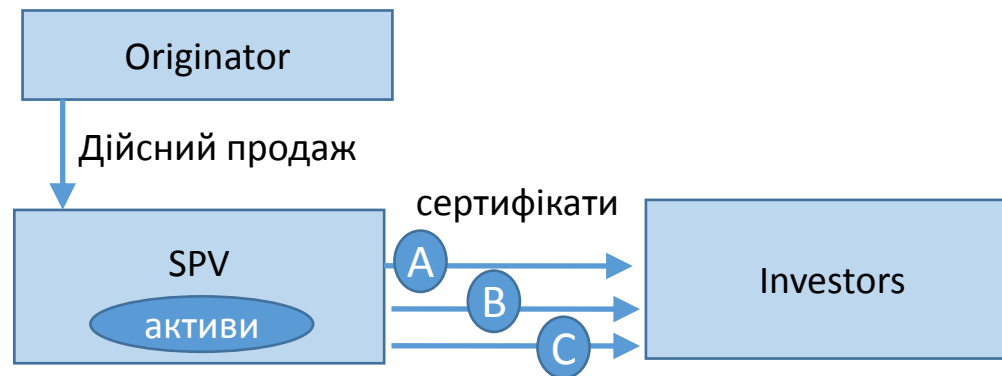 Originator
Дійсний продаж
сертифікати
SPV
активи
A
B
C
Investors